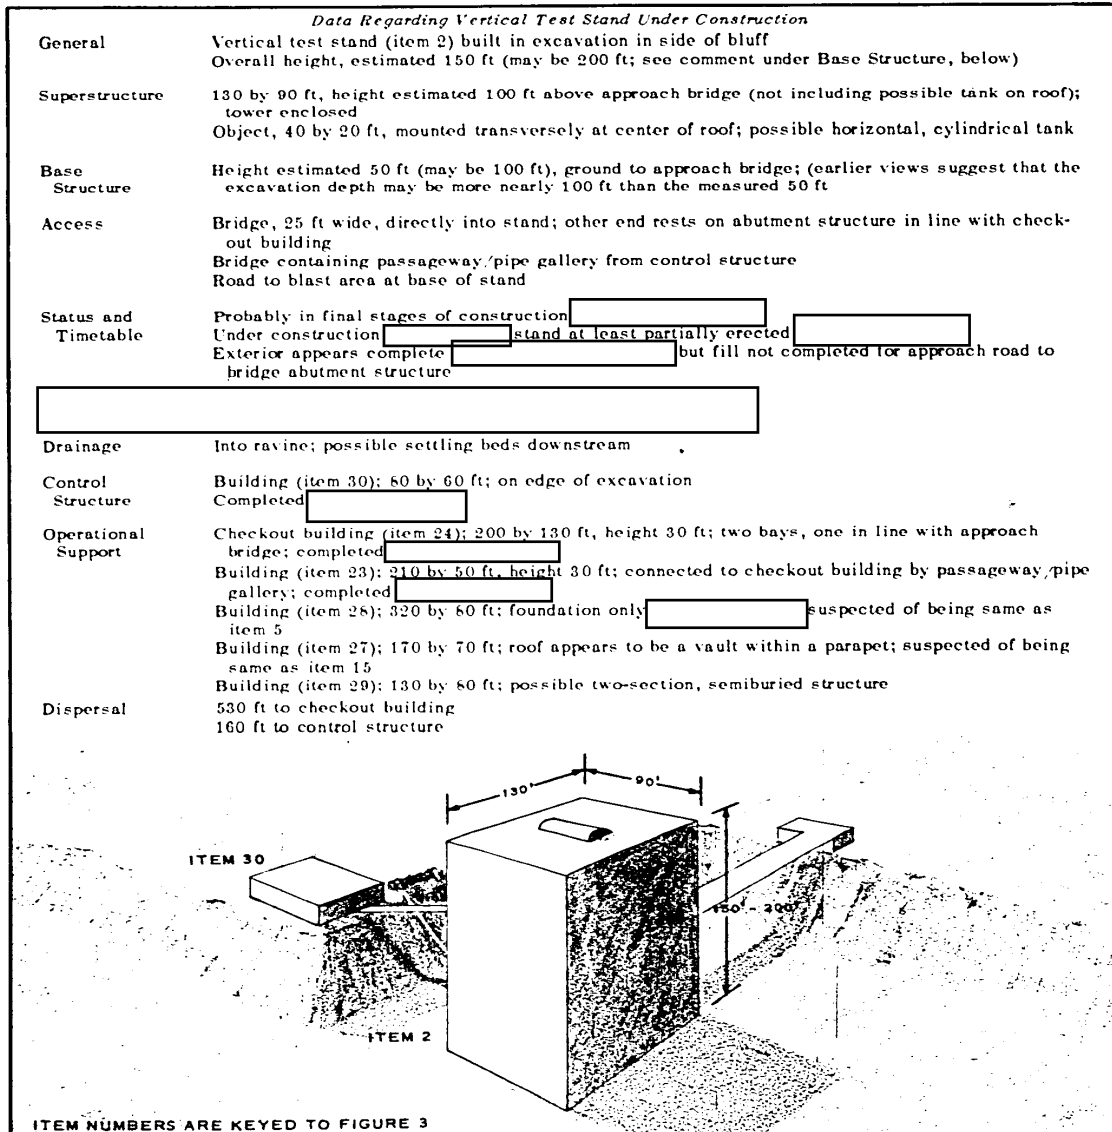 Data Regarding Vertical Test Stand Under Construction
General Vertical test stand (item 2) built in excavation in side of bluff
Overall height, estimated 150 ft (may be 200 ft; see comment under Base Structure, below)
Superstructure 130 by 90 ft, height estimated 100 ft above approach bridge (not including possible tank on roof);
tower enclosed
Object, 40 by 20 ft, mounted transversely at center of roof; possible horizontal, cylindrical tank
Base Height estimated 50 ft (may be 100 ft), ground to approach bridge; (earlier views suggest that the
Structure excavation depth may be more nearly 100 ft than the measured 50 ft
Access Bridge, 25 ft wide, directly into stand; other end rests on abutment structure in line with check-
out building
Bridge containing passageway/pipe gallery from control structure
Road to blast area at base of stand
Status and Probably in final stages of construction
Timetable Under construction stand at least partially erected
Exterior appears complete but fill not completed for approach road to
bridge abutment structure
Drainage Into ravine; possible settling beds downstream
Control Building (item 30); 80 by 60 ft; on edge of excavation
Structure Completed
Operational Checkout building (item 24); 200 by 130 ft, height 30 ft; two bays, one in line with approach
Support bridge; completed
Building (item 23); 210 by 50 ft, height 30 ft; connected to checkout building by passageway/pipe
gallery; completed
Building (item 28); 320 by 80 ft; foundation only suspected of being same as
item 5
Building (item 27); 170 by 70 ft; roof appears to be a vault within a parapet; suspected of being
same as item 15
Building (item 29); 130 by 80 ft; possible two-section, semiburied structure
Dispersal 530 ft to checkout building
160 ft to control structure
130'
90'
ITEM 30
150' - 200'
ITEM 2
ITEM NUMBERS ARE KEYED TO FIGURE 3